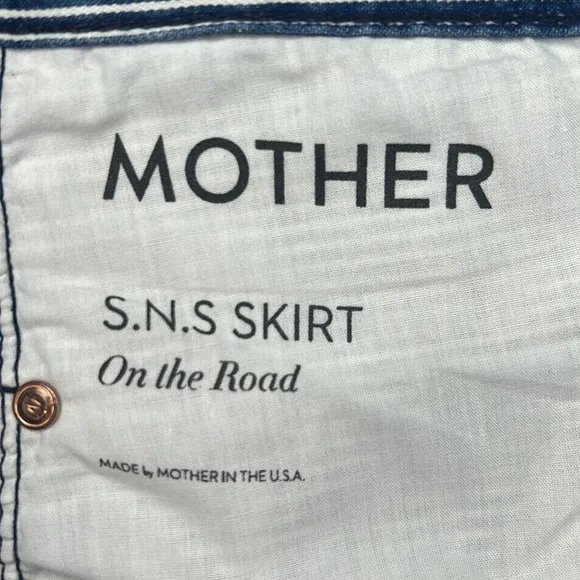 MOTHER
S.N.S SKIRT
On the Road
MADE by MOTHER IN THE U.S.A.